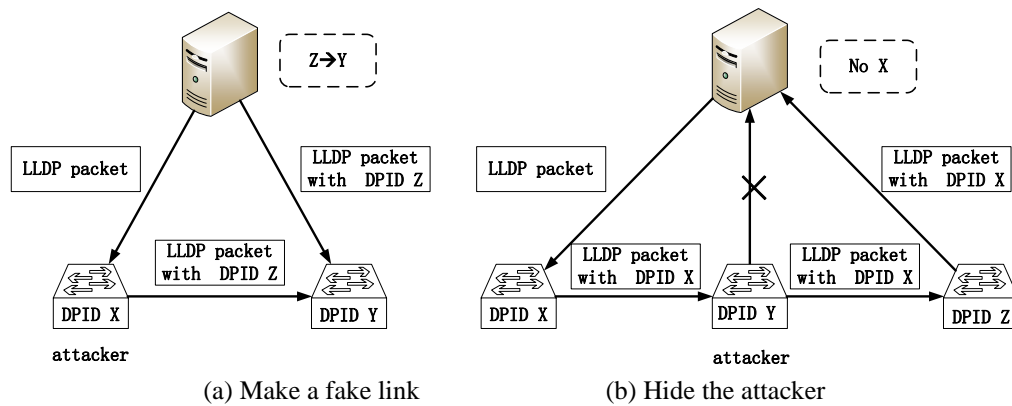 Z→Y
LLDP packet
LLDP packet
with DPID Z
LLDP packet
with DPID Z
DPID X
DPID Y
attacker
(a) Make a fake link
No X
LLDP packet
LLDP packet
with DPID X
LLDP packet
with DPID X
LLDP packet
with DPID X
DPID X
DPID Y
DPID Z
attacker
(b) Hide the attacker